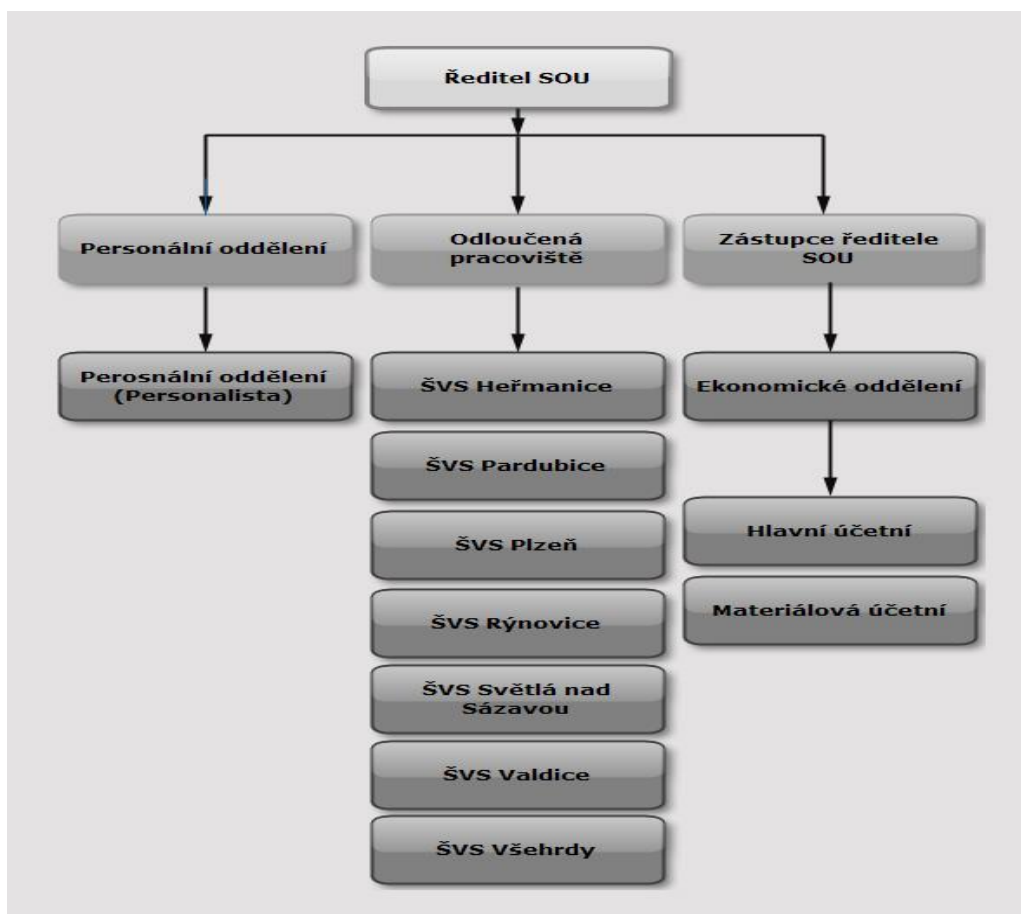 Ředitel SOU
Personální oddělení
Odloučená
pracoviště
Zástupce ředitele
SOU
Perosnální oddělení
(Personalista)
ŠVS Heřmanice
Ekonomické oddělení
ŠVS Pardubice
ŠVS Plzeň
Hlavní účetní
Materiálová účetní
ŠVS Rýnovice
ŠVS Světlá nad
Sázavou
ŠVS Valdice
ŠVS Všehrdy